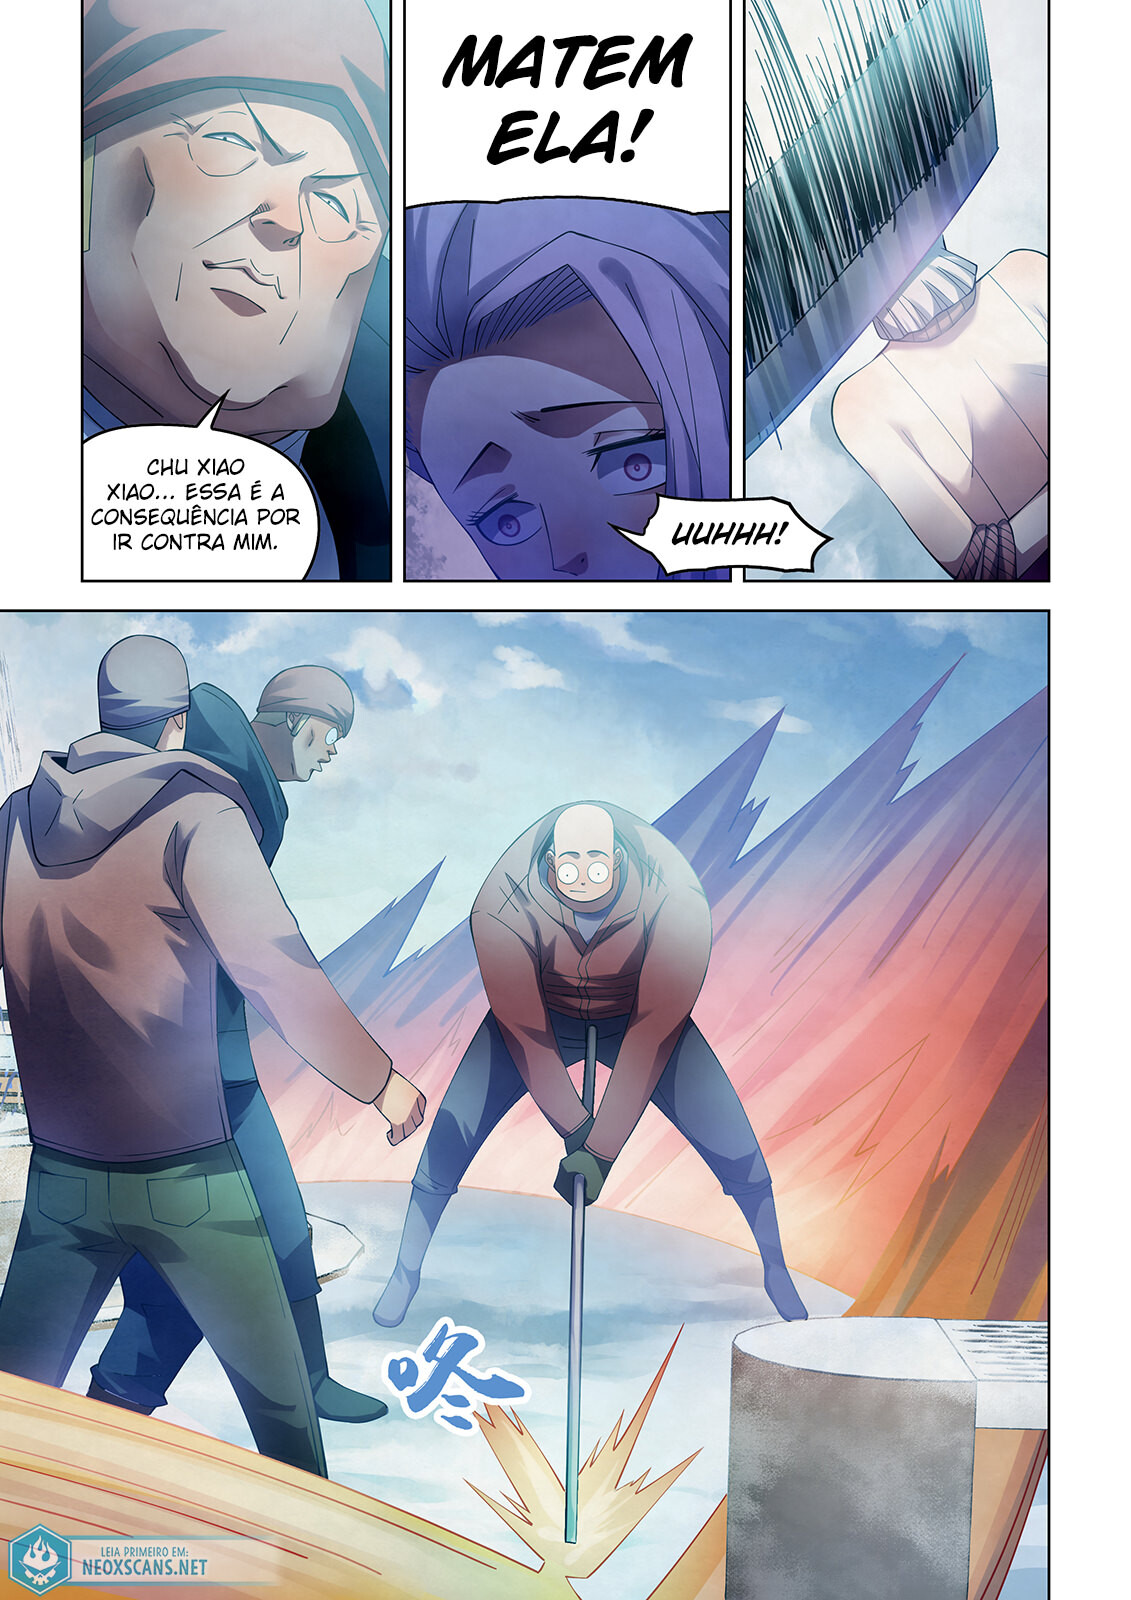 MATEM
ELA!
CHU XIAO
XIAO... ESSA É A
CONSEQUÊNCIA POR
IR CONTRA MIM.
UUHHH!
咚
LEIA PRIMEIRO EM:
NEOXSCANS.NET